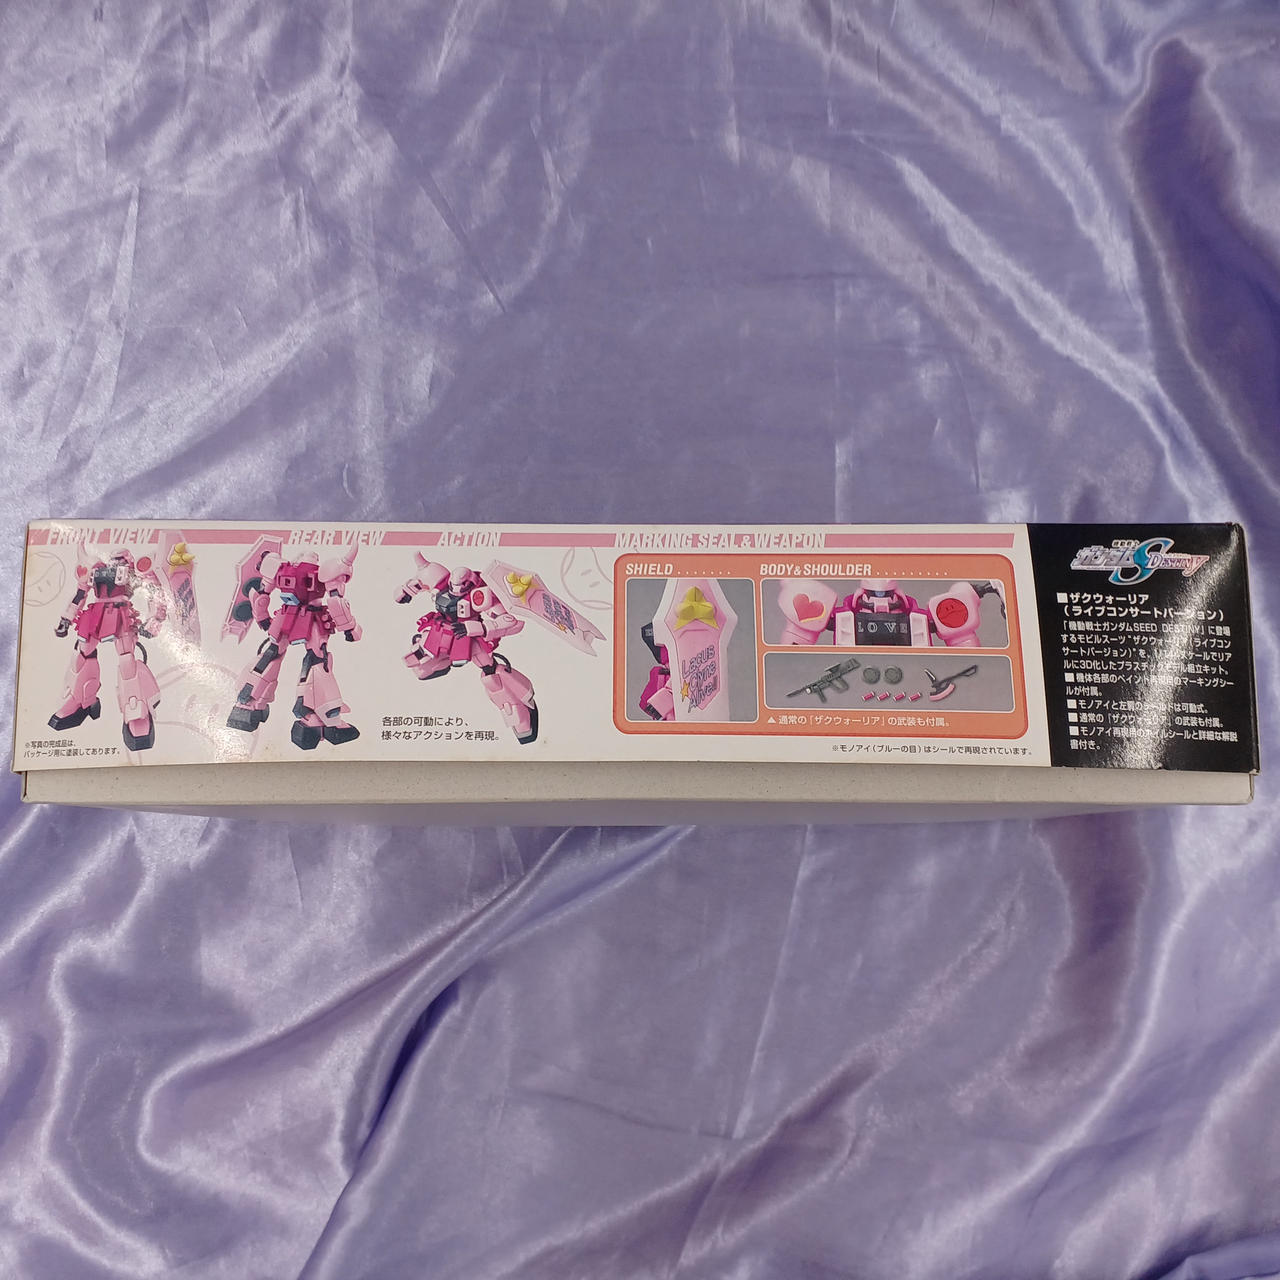 FRONT VIEW
REAR VIEW
ACTION
MARKING SEAL & WEAPON
※写真の完成品は、
パッケージ用に塗装してあります。
各部の可動により、
様々なアクションを再現。
SHIELD
Lacus
Clyne
Alive!!
BODY & SHOULDER
LOVE
▲通常の「ザクウォーリア」の武装も付属。
※モノアイ(ブルーの目)はシールで再現されています。
機動戦士
ガンダムSEED DESTINY
■ザクウォーリア
(ライブコンサートバージョン)
「機動戦士ガンダムSEED DESTINY」に登場
するモビルスーツ"ザクウォーリア(ライブコン
サートバージョン)"を、1/144スケールでリア
ルに3D化したプラスチックモデル組立キット。
■機体各部のペイント再現用のマーキングシー
ルが付属。
■モノアイと左肩のシールドは可動式。
■通常の「ザクウォーリア」の武装も付属。
■モノアイ再現用のホイルシールと詳細な解説
書付き。